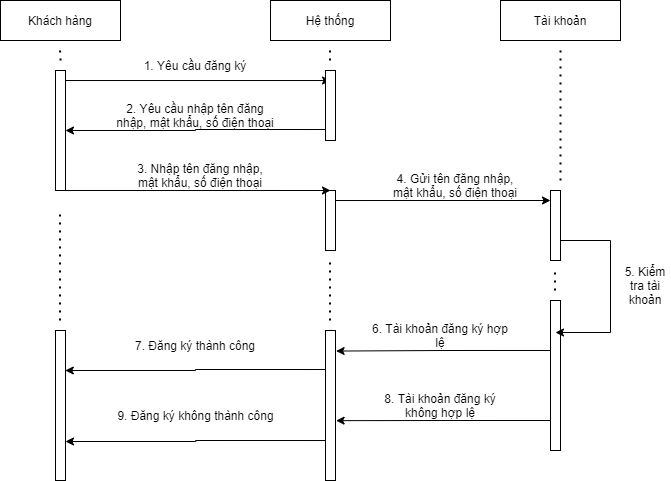 Khách hàng
Hệ thống
Tài khoản
1. Yêu cầu đăng ký
2. Yêu cầu nhập tên đăng
nhập, mật khẩu, số điện thoại
3. Nhập tên đăng nhập,
mật khẩu, số điện thoại
4. Gửi tên đăng nhập,
mật khẩu, số điện thoại
5. Kiểm
tra tài
khoản
6. Tài khoản đăng ký hợp
lệ
7. Đăng ký thành công
8. Tài khoản đăng ký
không hợp lệ
9. Đăng ký không thành công